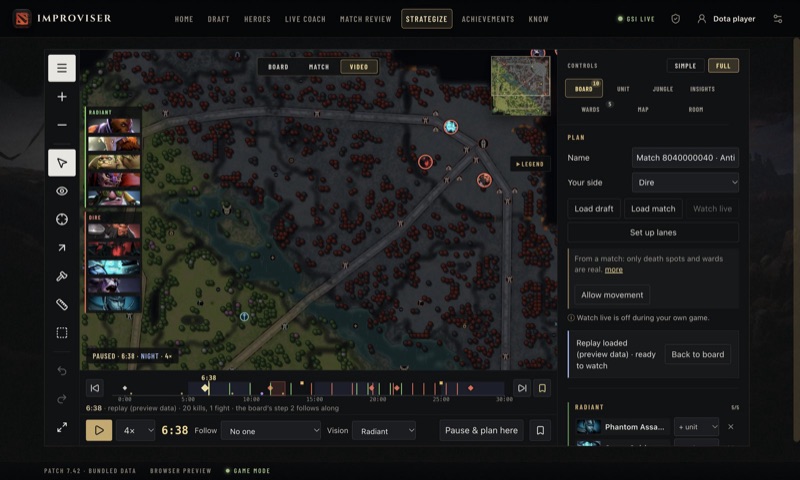 IMPROVISER
HOME DRAFT HEROES LIVE COACH MATCH REVIEW STRATEGIZE ACHIEVEMENTS KNOW
GSI LIVE
Dota player
BOARD MATCH VIDEO
RADIANT
DIRE
LEGEND
PAUSED · 6:38 · NIGHT · 4×
CONTROLS
SIMPLE FULL
BOARD 10 UNIT JUNGLE INSIGHTS
WARDS 5 MAP ROOM
PLAN
Name Match 8040000040 · Anti
Your side Dire
Load draft Load match Watch live
Set up lanes
From a match: only death spots and wards
are real. more
Allow movement
Watch live is off during your own game.
Replay loaded
(preview data) · ready
to watch
Back to board
RADIANT 5/5
Phantom Assa... + unit
6:38
0:00 5:00 10:00 15:00 20:00 25:00 30:00
6:38 · replay (preview data) · 20 kills, 1 fight · the board's step 2 follows along
4× 6:38 Follow No one Vision Radiant Pause & plan here
PATCH 7.42 · BUNDLED DATA BROWSER PREVIEW GAME MODE